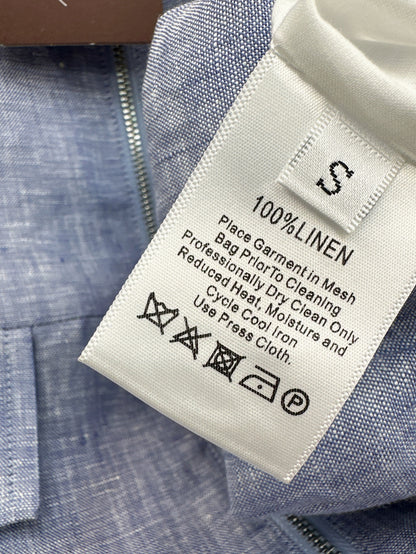 S
100%LINEN
Place Garment in Mesh
Bag PriorTo Cleaning
Professionally Dry Clean Only
Reduced Heat, Moisture and
Cycle Cool Iron
Use Press Cloth.
P